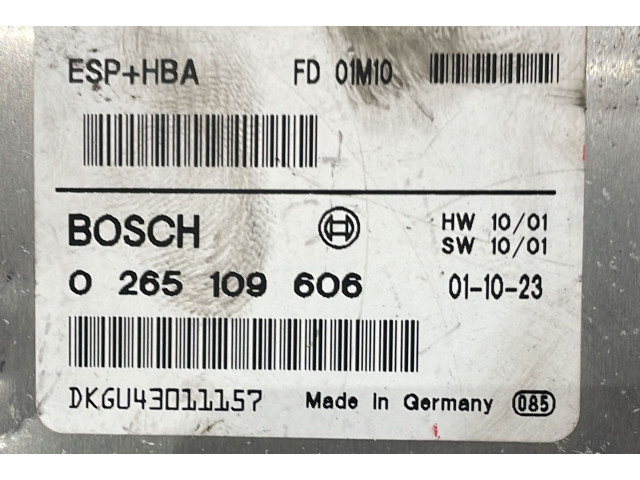 ESP+HBA FD 01M10
BOSCH HW 10/01
SW 10/01
0 265 109 606 01-10-23
DKGU43011157 Made in Germany 085